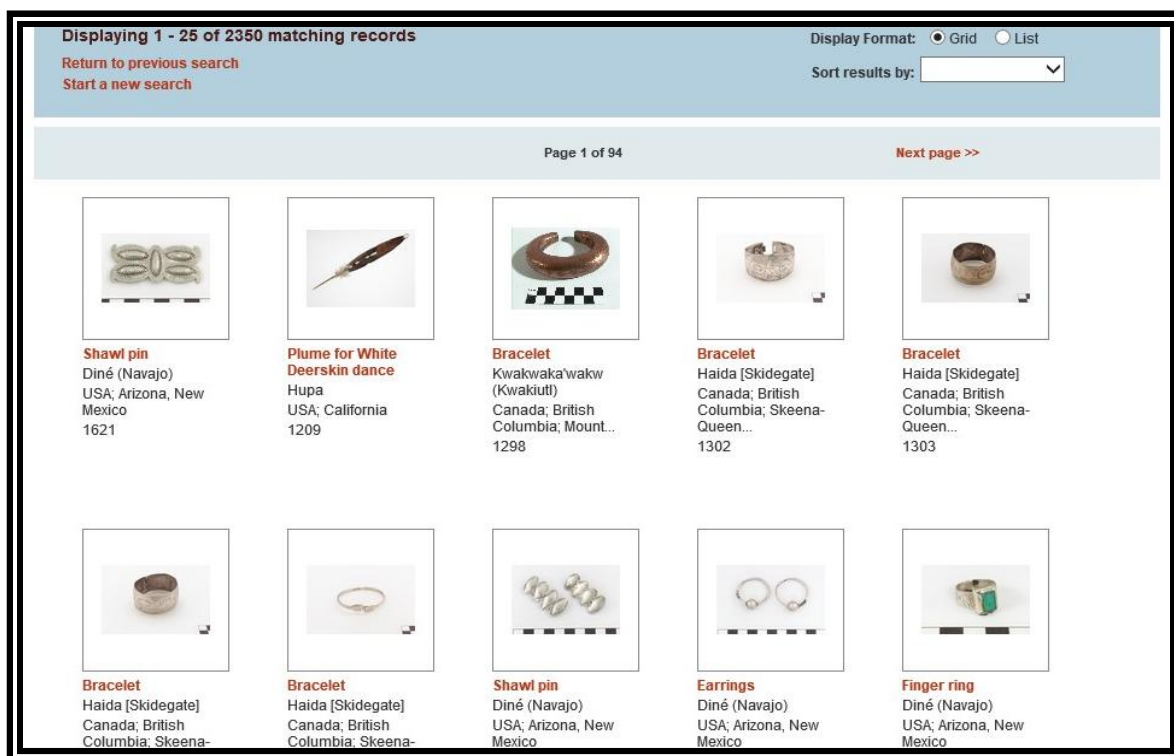 Displaying 1 - 25 of 2350 matching records
Return to previous search
Start a new search
Display Format: Grid List
Sort results by:
Page 1 of 94
Next page >>
Shawl pin
Diné (Navajo)
USA; Arizona, New
Mexico
1621
Plume for White
Deerskin dance
Hupa
USA; California
1209
Bracelet
Kwakwaka'wakw
(Kwakiutl)
Canada; British
Columbia; Mount...
1298
Bracelet
Haida [Skidegate]
Canada; British
Columbia; Skeena-
Queen...
1302
Bracelet
Haida [Skidegate]
Canada; British
Columbia; Skeena-
Queen...
1303
Bracelet
Haida [Skidegate]
Canada; British
Columbia; Skeena-
Bracelet
Haida [Skidegate]
Canada; British
Columbia; Skeena-
Shawl pin
Diné (Navajo)
USA; Arizona, New
Mexico
Earrings
Diné (Navajo)
USA; Arizona, New
Mexico
Finger ring
Diné (Navajo)
USA; Arizona, New
Mexico